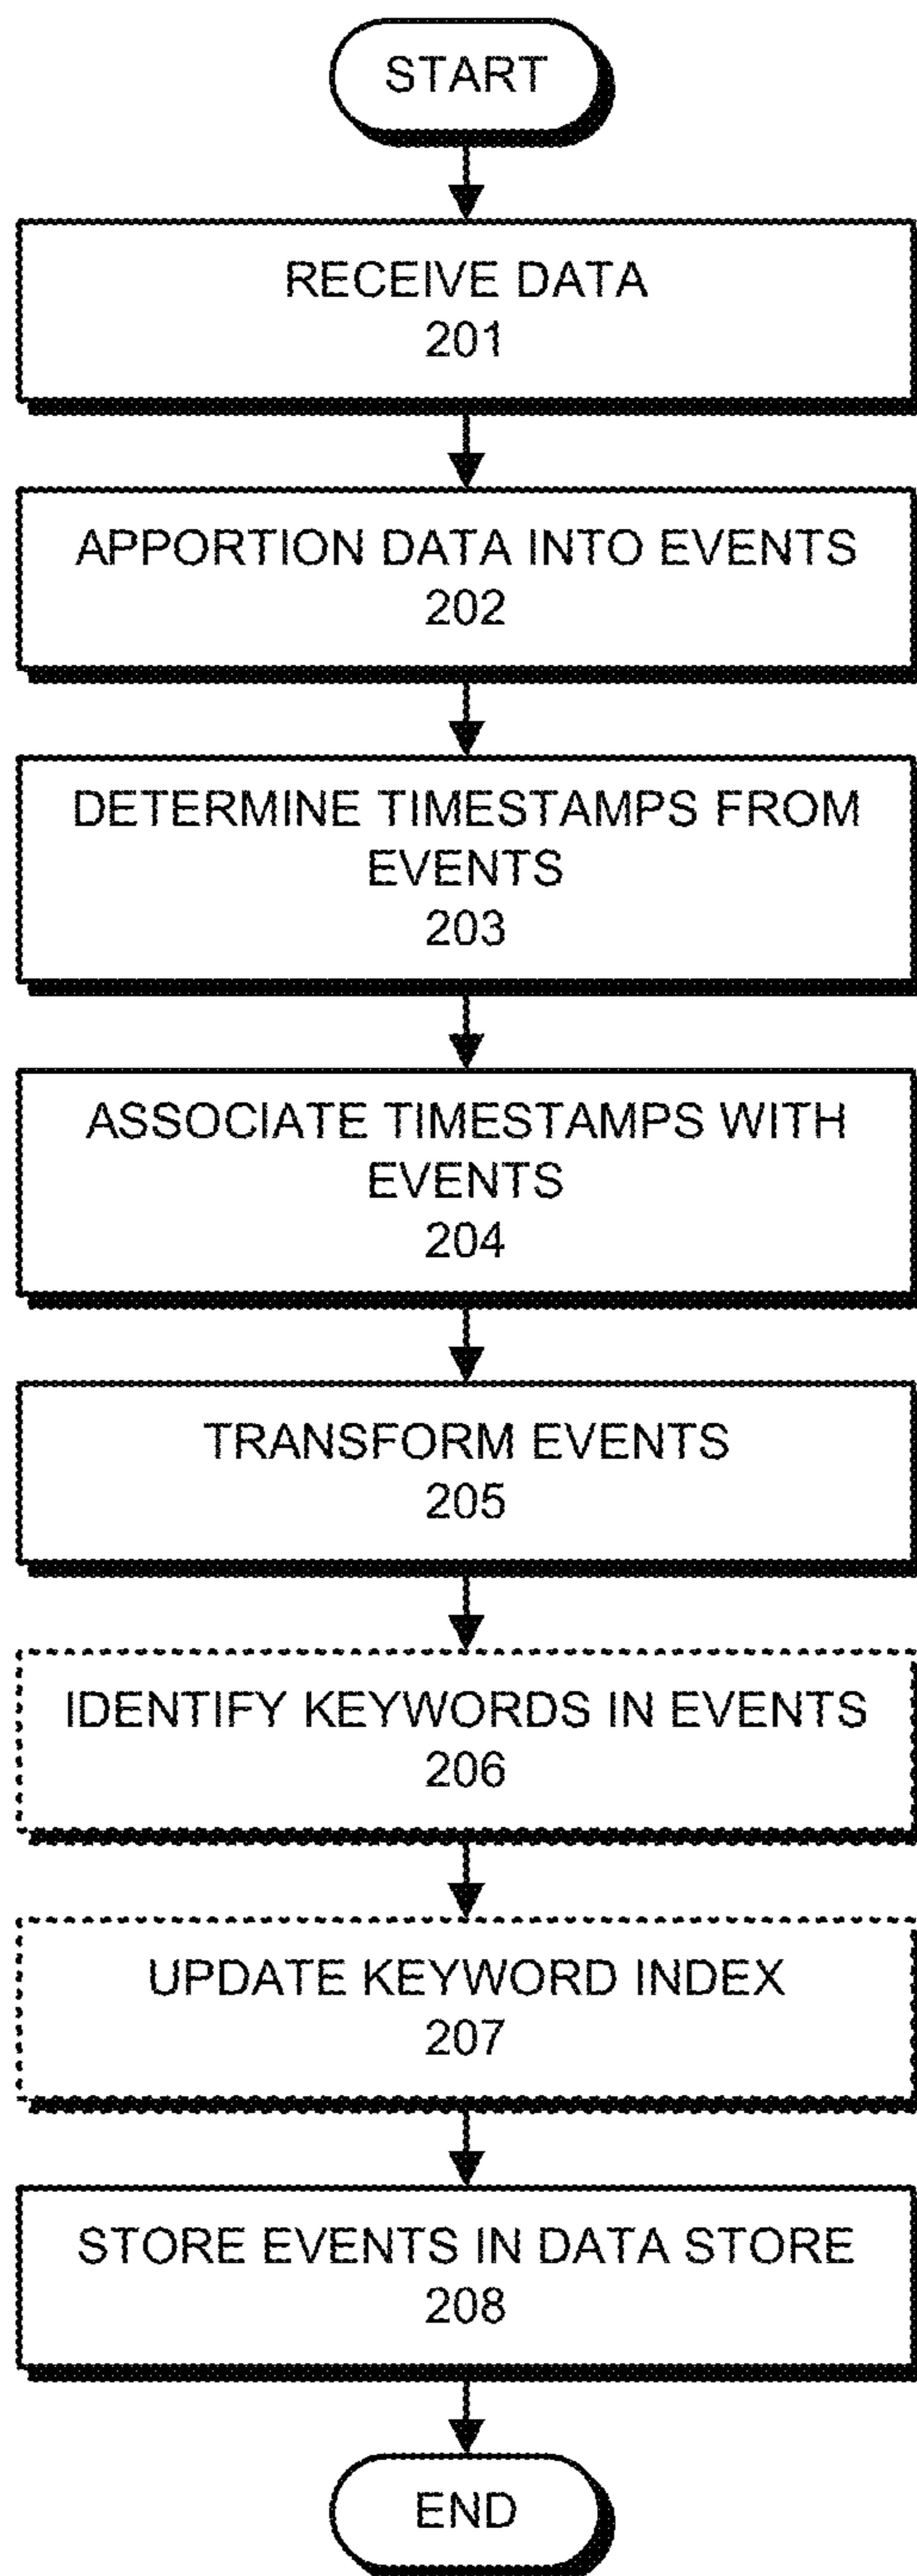 START
RECEIVE DATA
201
APPORTION DATA INTO EVENTS
202
DETERMINE TIMESTAMPS FROM
EVENTS
203
ASSOCIATE TIMESTAMPS WITH
EVENTS
204
TRANSFORM EVENTS
205
IDENTIFY KEYWORDS IN EVENTS
206
UPDATE KEYWORD INDEX
207
STORE EVENTS IN DATA STORE
208
END